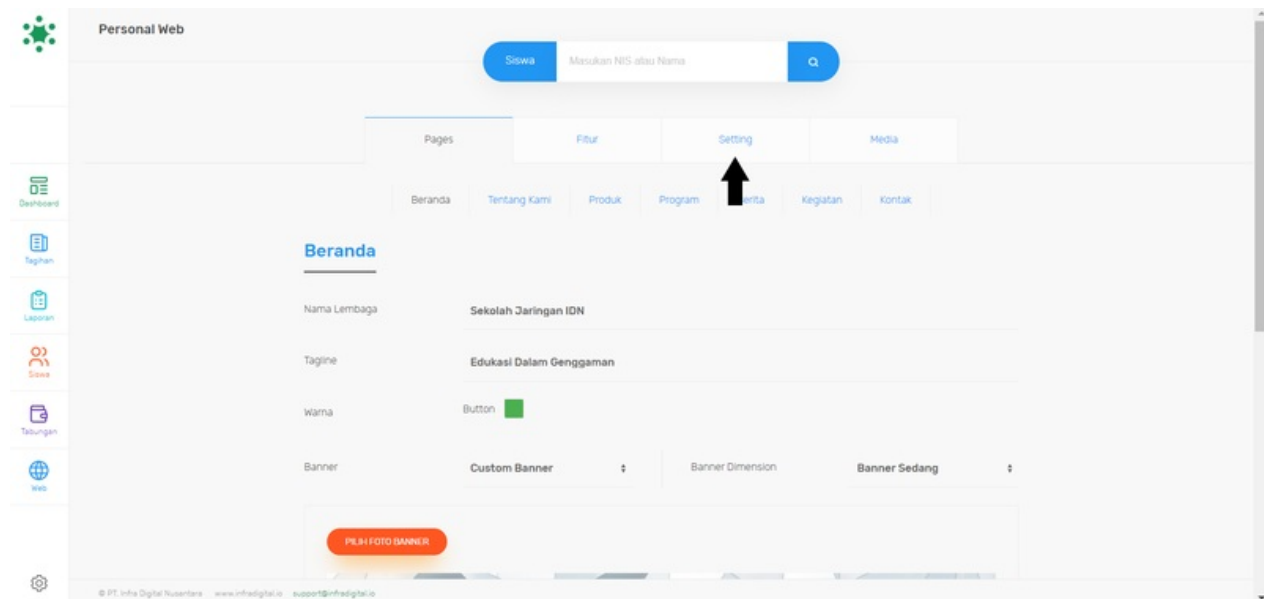 Personal Web
Siswa Masukan NIS atau Nama
Pages Fitur Setting Media
Dashboard
Beranda Tentang Kami Produk Program Kegiatan Kontak
Tagihan
Beranda
Laporan
Nama Lembaga Sekolah Jaringan IDN
Siswa
Tagline Edukasi Dalam Genggaman
Warna Button
Tabungan
Banner Custom Banner Banner Dimension Banner Sedang
Web
PILIH FOTO BANNER
© PT. Infra Digital Nusantara www.infradigital.io support@infradigital.io